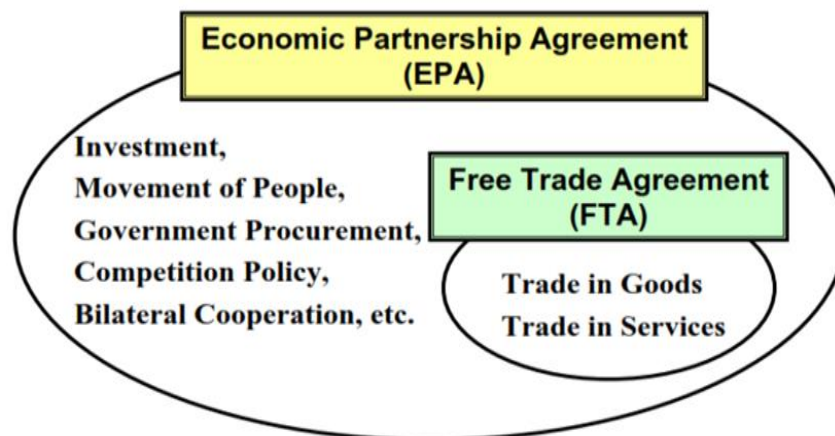 Economic Partnership Agreement
(EPA)
Investment,
Movement of People,
Government Procurement,
Competition Policy,
Bilateral Cooperation, etc.
Free Trade Agreement
(FTA)
Trade in Goods
Trade in Services